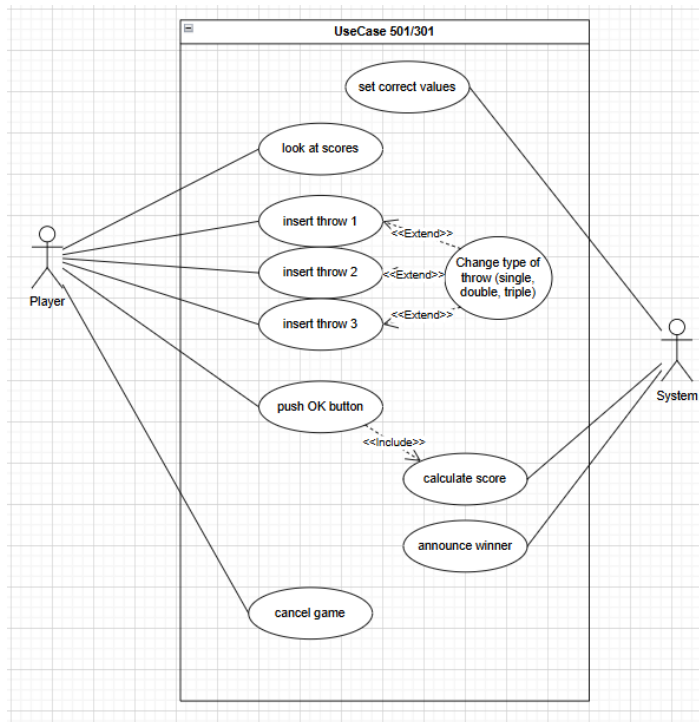 UseCase 501/301
set correct values
look at scores
insert throw 1
<<Extend>>
insert throw 2
<<Extend>>
Change type of
throw (single,
double, triple)
insert throw 3
<<Extend>>
Player
System
push OK button
<<Include>>
calculate score
announce winner
cancel game